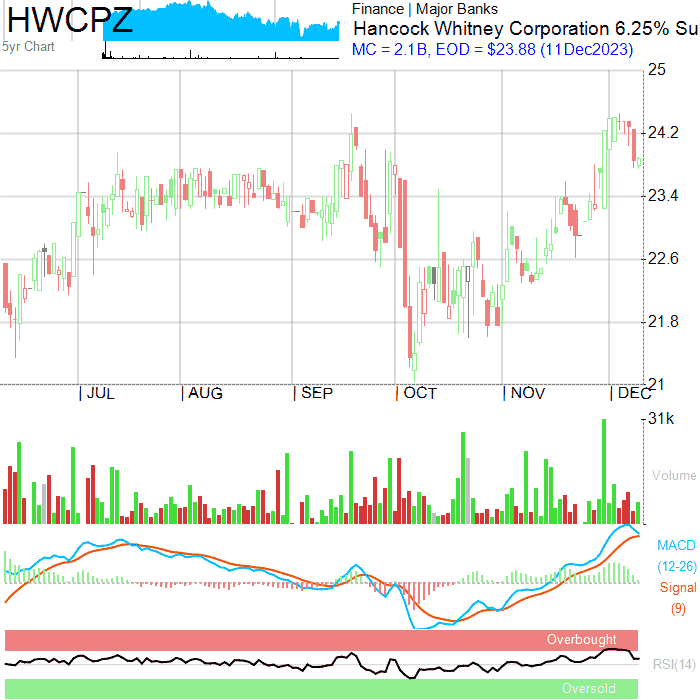 HWCPZ
5yr Chart
Finance | Major Banks
Hancock Whitney Corporation 6.25% Su
MC = 2.1B, EOD = $23.88 (11Dec2023)
25
24.2
23.4
22.6
21.8
21
JUL
AUG
SEP
OCT
NOV
DEC
31k
Volume
MACD
(12-26)
Signal
(9)
Overbought
RSI(14)
Oversold